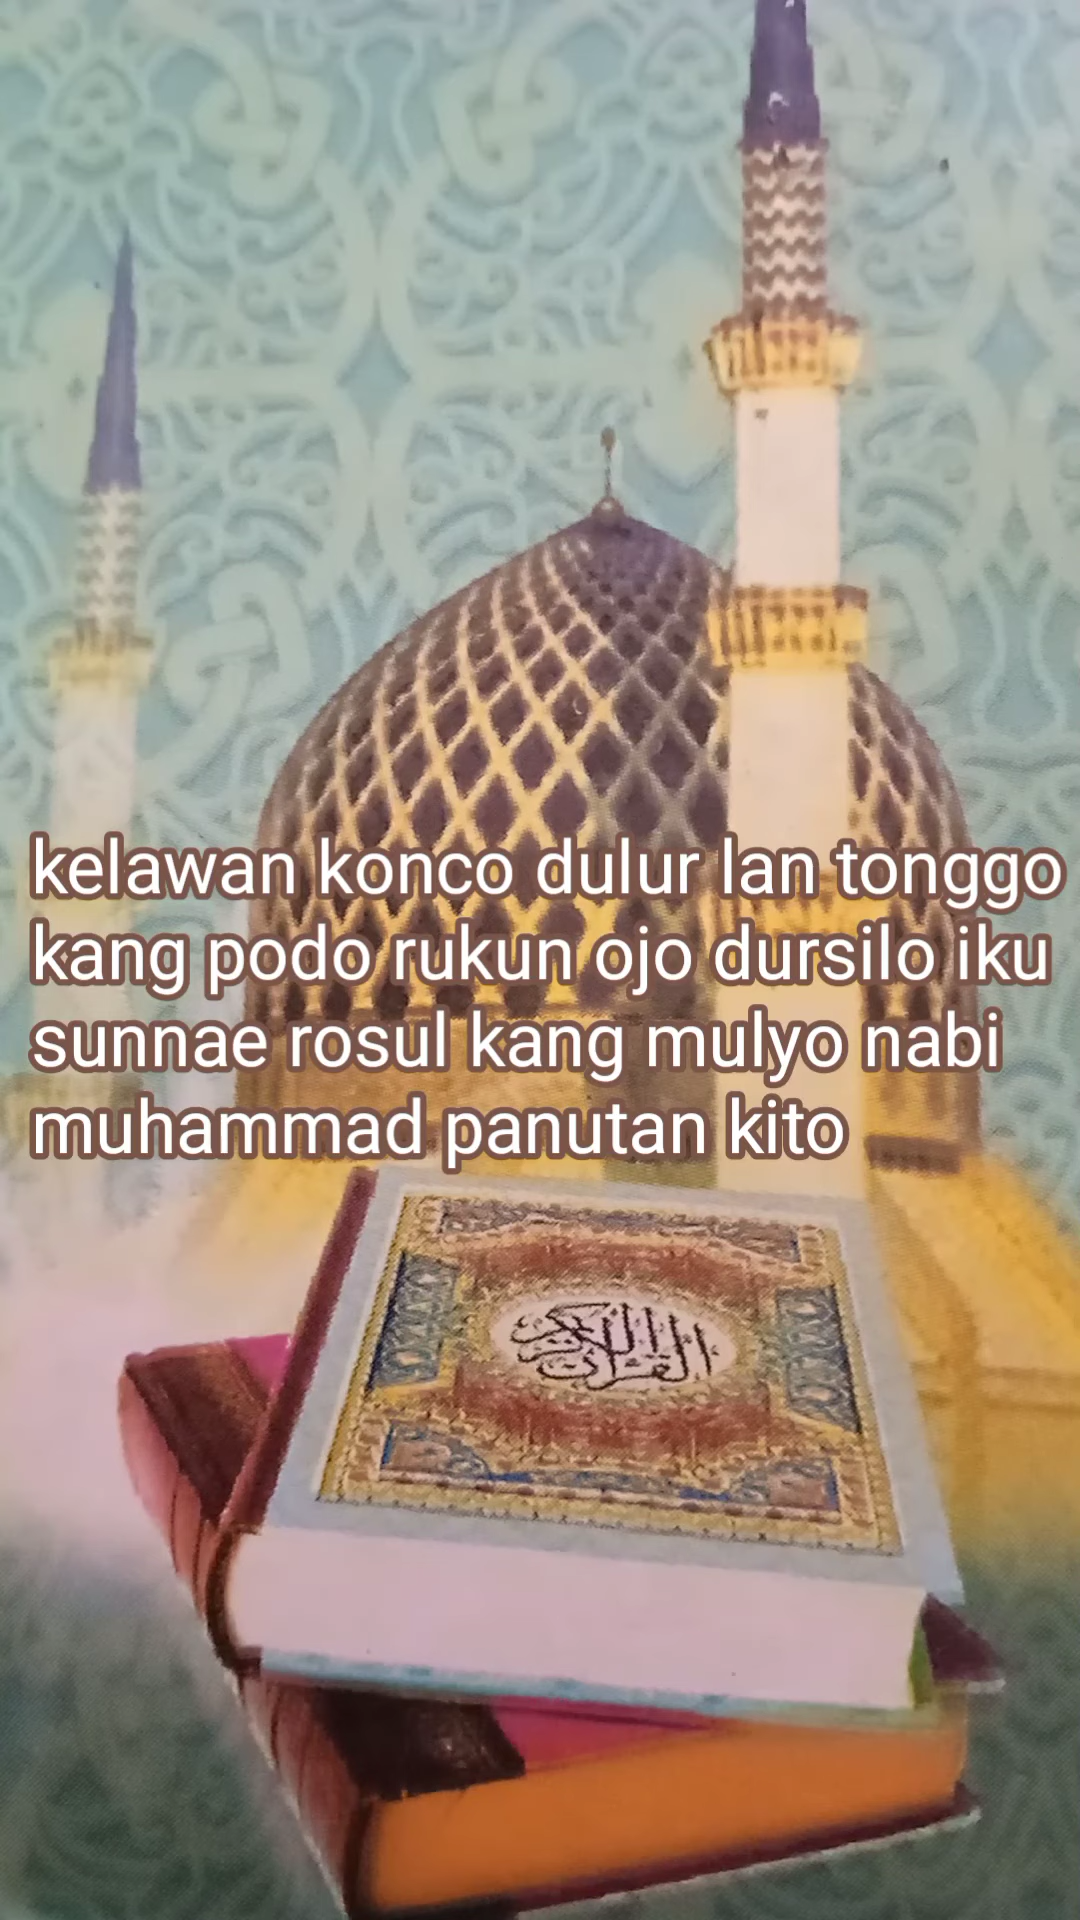 kelawan konco dulur lan tonggo
kang podo rukun ojo dursilo iku
sunnae rosul kang mulyo nabi
muhammad panutan kito
القرآن الكريم